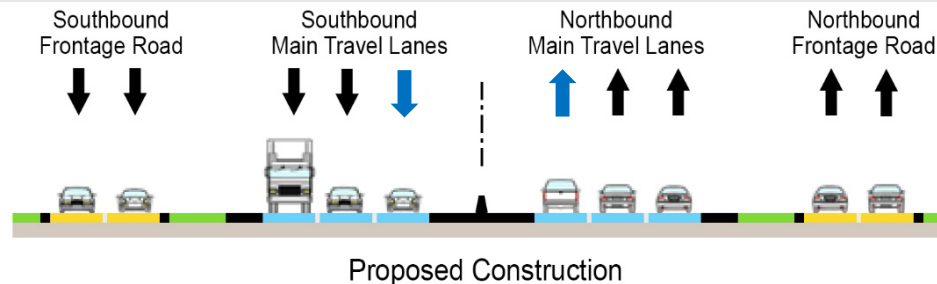 Southbound
Frontage Road
Southbound
Main Travel Lanes
Northbound
Main Travel Lanes
Northbound
Frontage Road
Proposed Construction